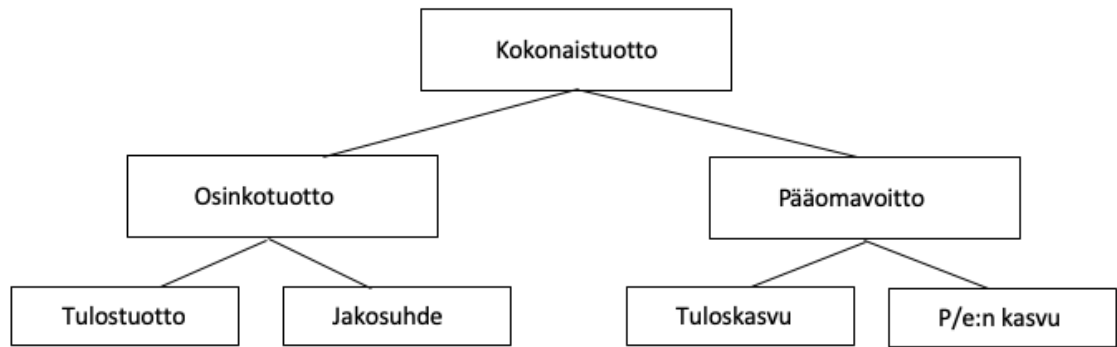 Kokonaistuotto
Osinkotuotto
Pääomavoitto
Tulostuotto
Jakosuhde
Tuloskasvu
P/e:n kasvu